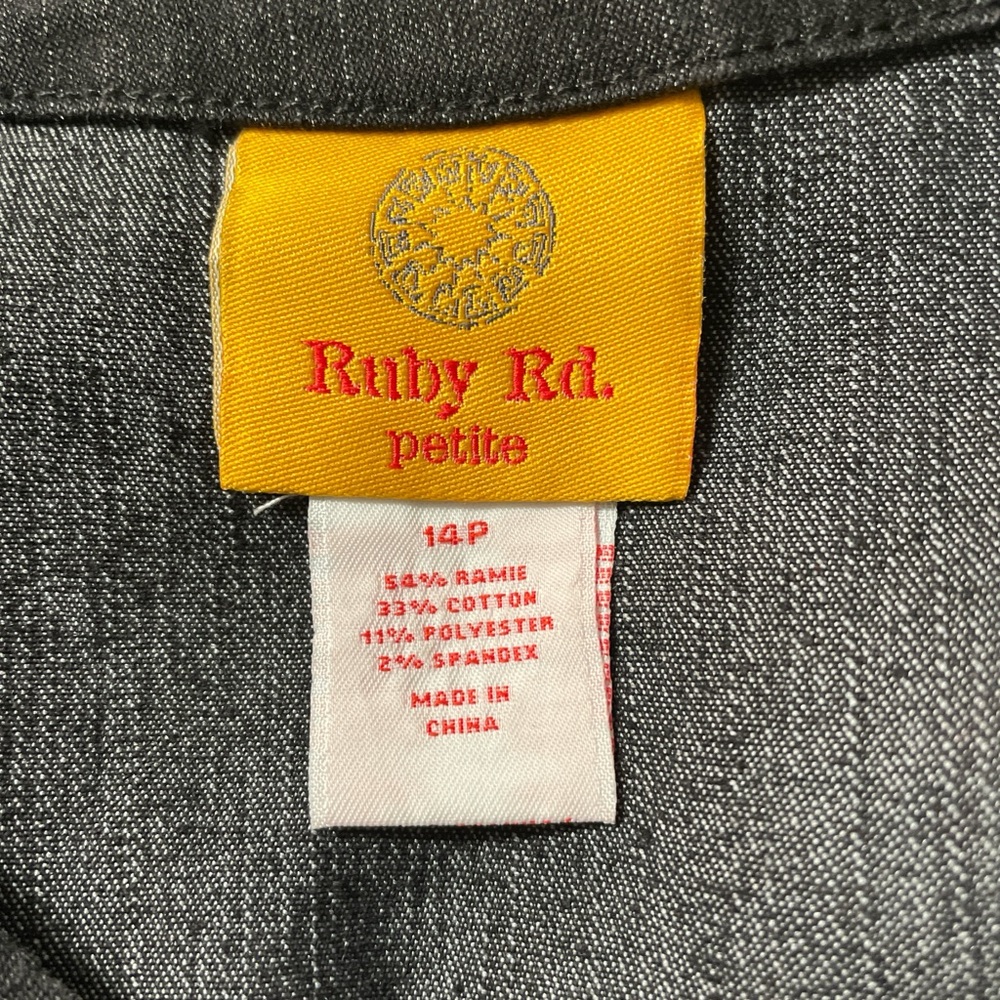 Ruby Rd.
petite
14P
54% RAMIE
33% COTTON
11% POLYESTER
2% SPANDEX
MADE IN
CHINA